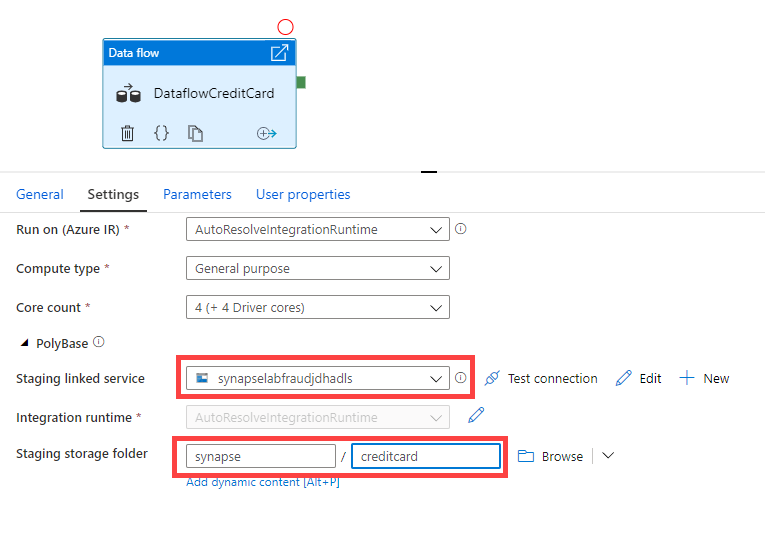 Data flow
DataflowCreditCard
{}
General Settings Parameters User properties
Run on (Azure IR) * AutoResolveIntegrationRuntime
Compute type * General purpose
Core count * 4 (+ 4 Driver cores)
PolyBase
Staging linked service synapselabfraudjdhadls Test connection Edit New
Integration runtime * AutoResolveIntegrationRuntime
Staging storage folder synapse / creditcard Browse
Add dynamic content [Alt+P]